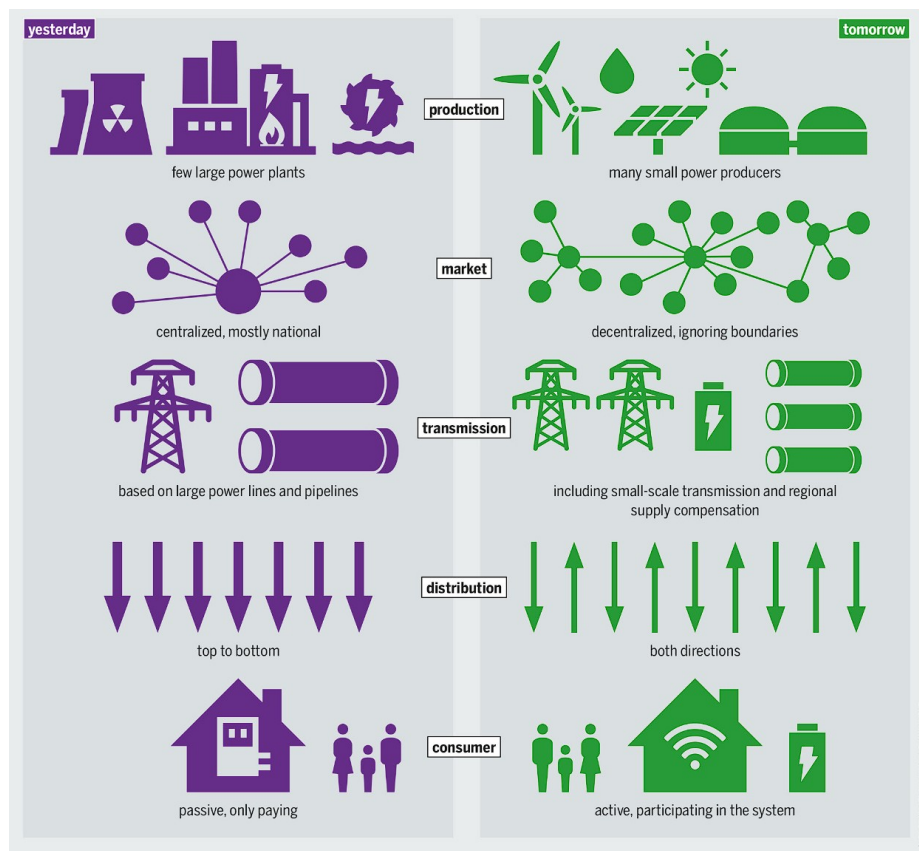 yesterday
tomorrow
production
few large power plants
many small power producers
market
centralized, mostly national
decentralized, ignoring boundaries
transmission
based on large power lines and pipelines
including small-scale transmission and regional
supply compensation
distribution
top to bottom
both directions
consumer
passive, only paying
active, participating in the system